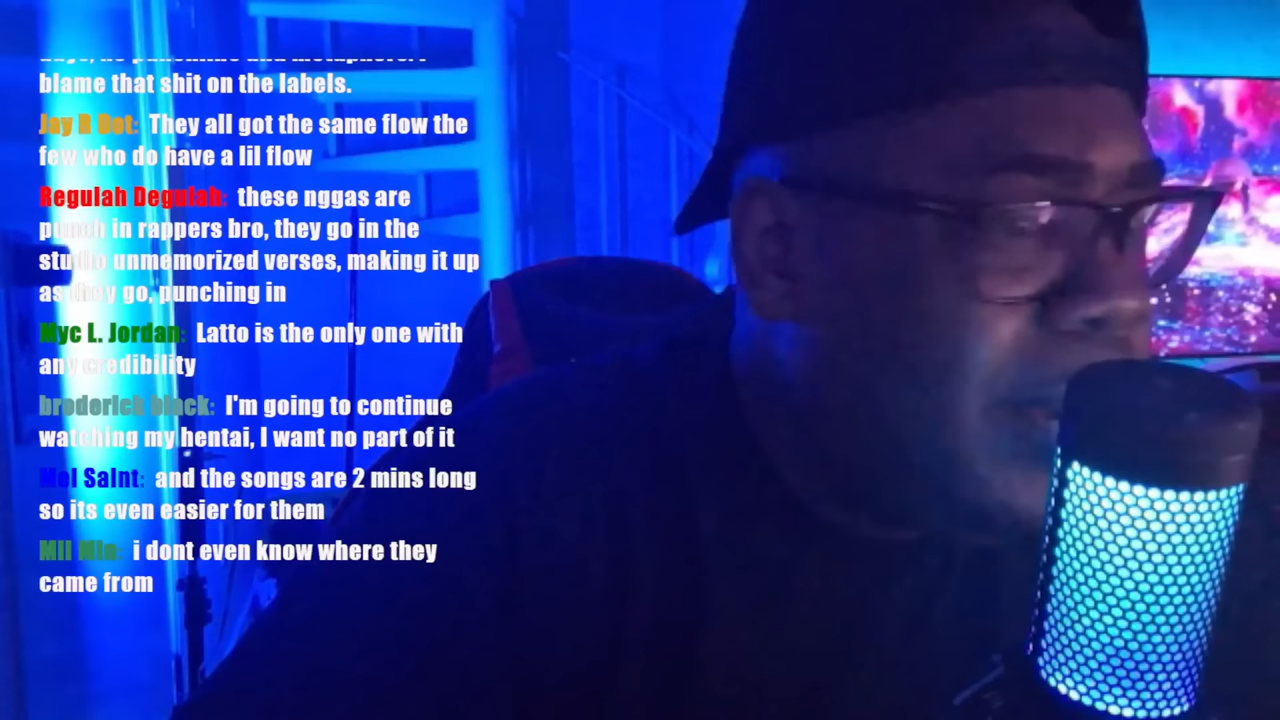 blame that shit on the labels.
Jay R Dot: They all got the same flow the
few who do have a lil flow
Regulah Degulah: these nggas are
punch in rappers bro, they go in the
studio unmemorized verses, making it up
as they go, punching in
Myc L. Jordan: Latto is the only one with
any credibility
broderick black: I'm going to continue
watching my hentai, I want no part of it
Mel SaInt: and the songs are 2 mins long
so its even easier for them
i dont even know where they
came from